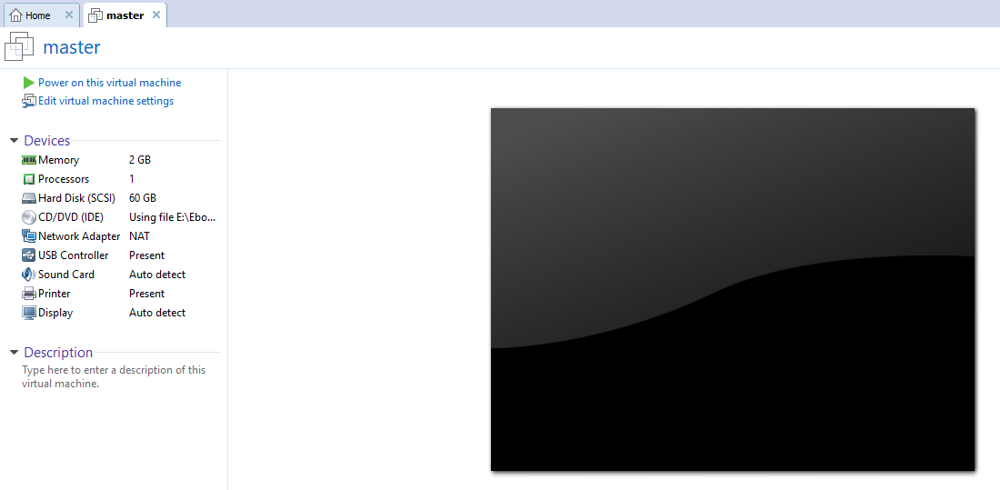 Home
master
master
Power on this virtual machine
Edit virtual machine settings
Devices
Memory 2 GB
Processors 1
Hard Disk (SCSI) 60 GB
CD/DVD (IDE) Using file E:\Ebo...
Network Adapter NAT
USB Controller Present
Sound Card Auto detect
Printer Present
Display Auto detect
Description
Type here to enter a description of this
virtual machine.